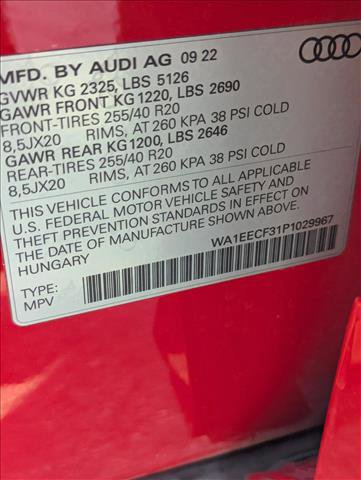 MFD. BY AUDI AG 09 22
GVWR KG 2325, LBS 5126
GAWR FRONT KG 1220, LBS 2690
FRONT-TIRES 255/40 R20
8,5JX20 RIMS, AT 260 KPA 38 PSI COLD
GAWR REAR KG 1200, LBS 2646
REAR-TIRES 255/40 R20
8,5JX20 RIMS, AT 260 KPA 38 PSI COLD
THIS VEHICLE CONFORMS TO ALL APPLICABLE
U.S. FEDERAL MOTOR VEHICLE SAFETY AND
THEFT PREVENTION STANDARDS IN EFFECT ON
THE DATE OF MANUFACTURE SHOWN ABOVE.
HUNGARY
WA1EECF31P1029967
TYPE:
MPV